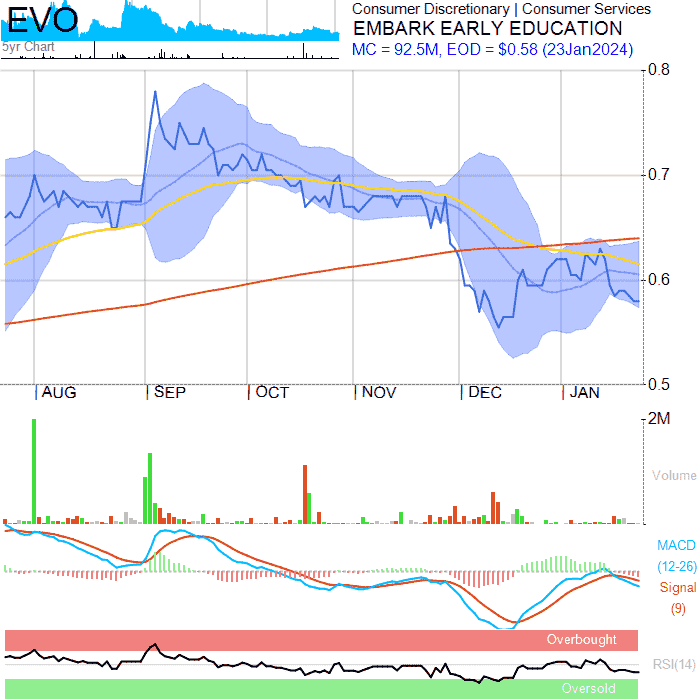 EVO
5yr Chart
Consumer Discretionary | Consumer Services
EMBARK EARLY EDUCATION
MC = 92.5M, EOD = $0.58 (23Jan2024)
0.8
0.7
0.6
0.5
AUG
SEP
OCT
NOV
DEC
JAN
2M
Volume
MACD
(12-26)
Signal
(9)
Overbought
RSI(14)
Oversold